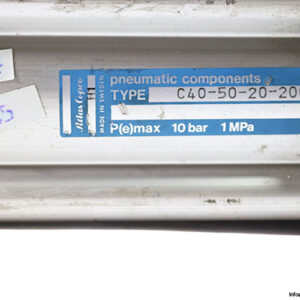 Atlas Copco
MADE IN SWEDEN
pneumatic components
TYPE C40-50-20-20
P(e)max 10 bar 1 MPa